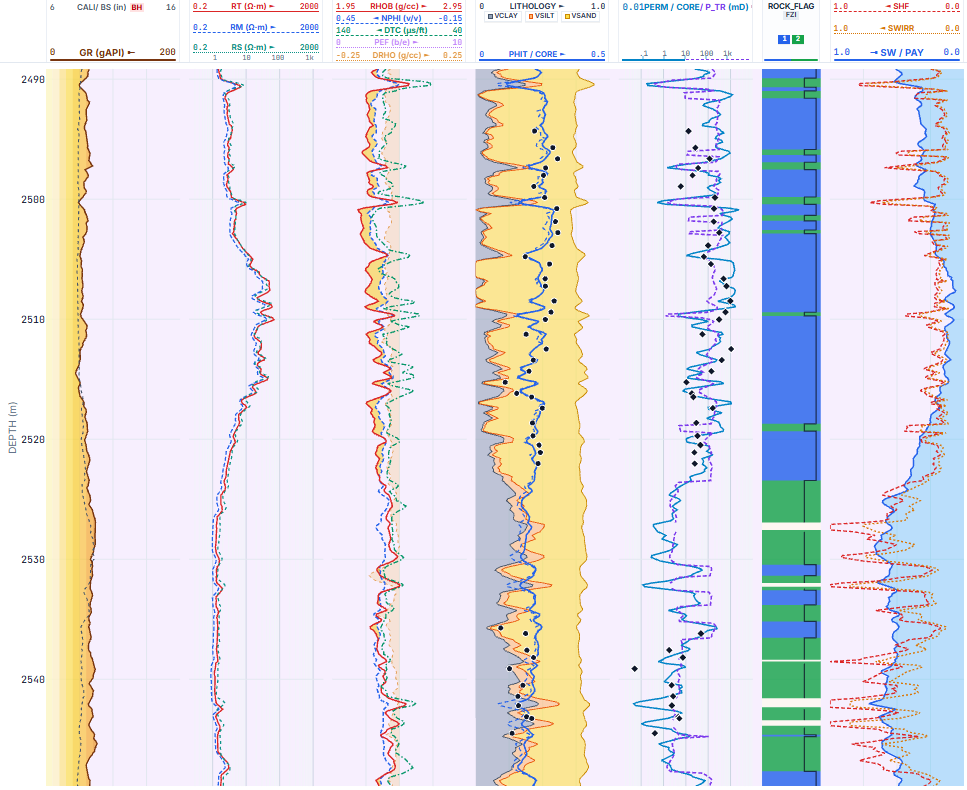 6 CALI/ BS (in) BH 16
0 GR (gAPI) ⊷ 200
0.2 RT (Ω·m) ► 2000
0.2 RM (Ω·m) ► 2000
0.2 RS (Ω·m) ► 2000
1 10 100 1k
1.95 RHOB (g/cc) ► 2.95
0.45 ◄ NPHI (v/v) -0.15
140 ◄ DTC (µs/ft) 40
0 PEF (b/e) ► 10
-0.25 DRHO (g/cc) ► 0.25
0 LITHOLOGY ► 1.0
VCLAY VSILT VSAND
0 PHIT / CORE ► 0.5
0.01 PERM / CORE/ P_TR (mD)
.1 1 10 100 1k
ROCK_FLAG
FZI
1 2
1.0 ◄ SHF 0.0
1.0 ◄ SWIRR 0.0
1.0 ⊸ SW / PAY 0.0
DEPTH (m)
2490
2500
2510
2520
2530
2540